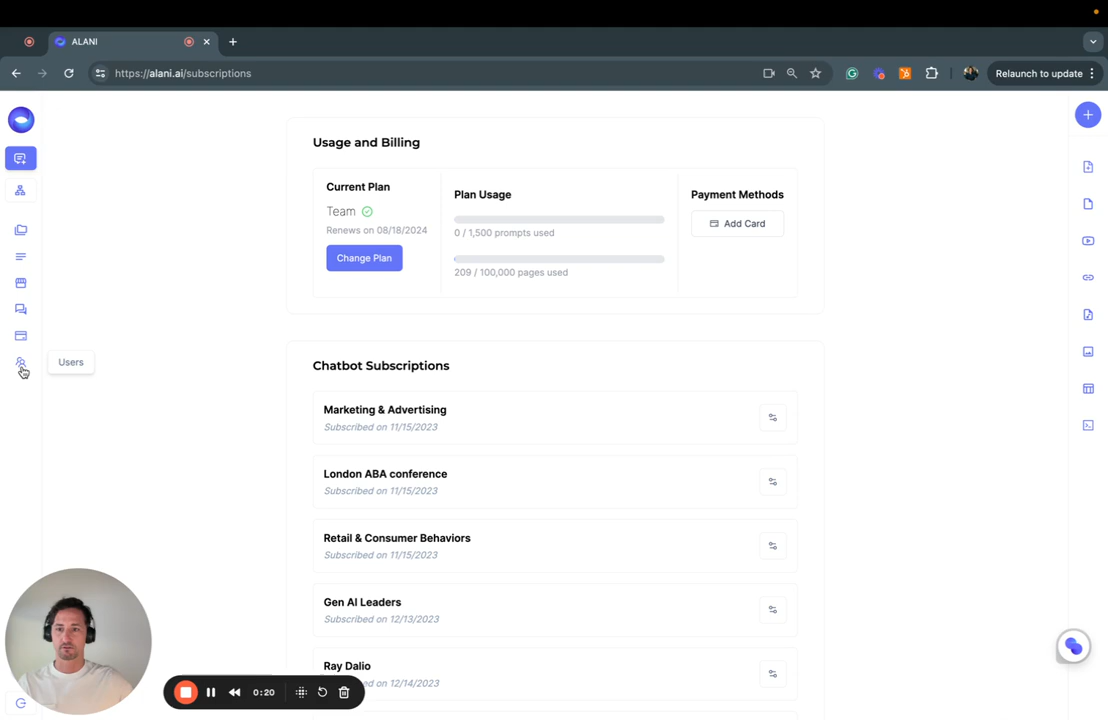 ALANI
https://alani.ai/subscriptions
Relaunch to update
Usage and Billing
Current Plan
Team
Renews on 08/18/2024
Change Plan
Plan Usage
0 / 1,500 prompts used
209 / 100,000 pages used
Payment Methods
Add Card
Users
Chatbot Subscriptions
Marketing & Advertising
Subscribed on 11/15/2023
London ABA conference
Subscribed on 11/15/2023
Retail & Consumer Behaviors
Subscribed on 11/15/2023
Gen AI Leaders
Subscribed on 12/13/2023
Ray Dalio
Subscribed on 12/14/2023
0:20